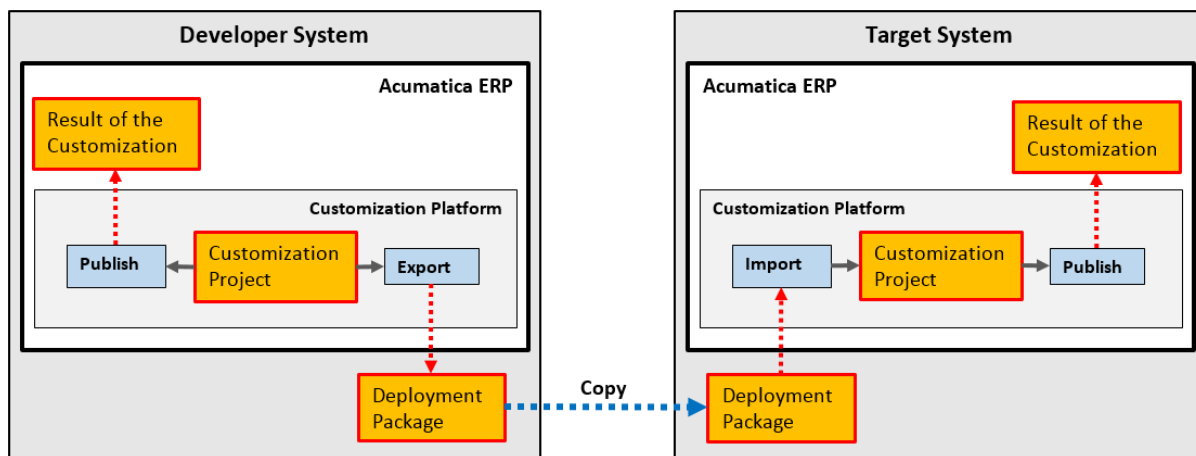 Developer System
Acumatica ERP
Result of the
Customization
Customization Platform
Publish
Customization
Project
Export
Deployment
Package
Copy
Target System
Acumatica ERP
Result of the
Customization
Customization Platform
Import
Customization
Project
Publish
Deployment
Package